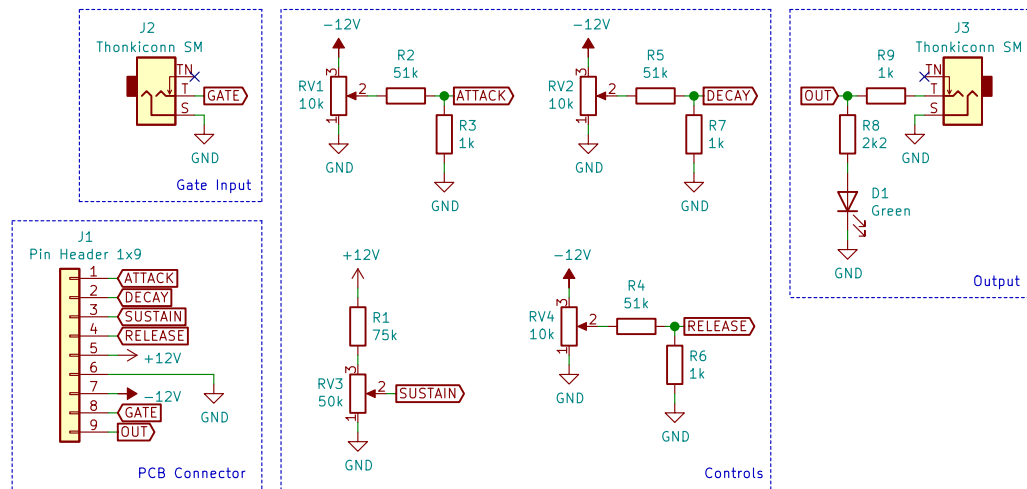 J2
Thonkiconn SM
TN
T
GATE
S
GND
Gate Input
J1
Pin Header 1x9
1
ATTACK
2
DECAY
3
SUSTAIN
4
RELEASE
5
+12V
6
GND
7
-12V
8
GATE
9
OUT
PCB Connector
-12V
RV1
10k
3
2
1
GND
R2
51k
ATTACK
R3
1k
GND
-12V
RV2
10k
3
2
1
GND
R5
51k
DECAY
R7
1k
GND
+12V
R1
75k
RV3
50k
3
2
1
SUSTAIN
GND
-12V
RV4
10k
3
2
1
GND
R4
51k
RELEASE
R6
1k
GND
Controls
J3
Thonkiconn SM
R9
1k
TN
T
S
OUT
GND
R8
2k2
D1
Green
GND
Output